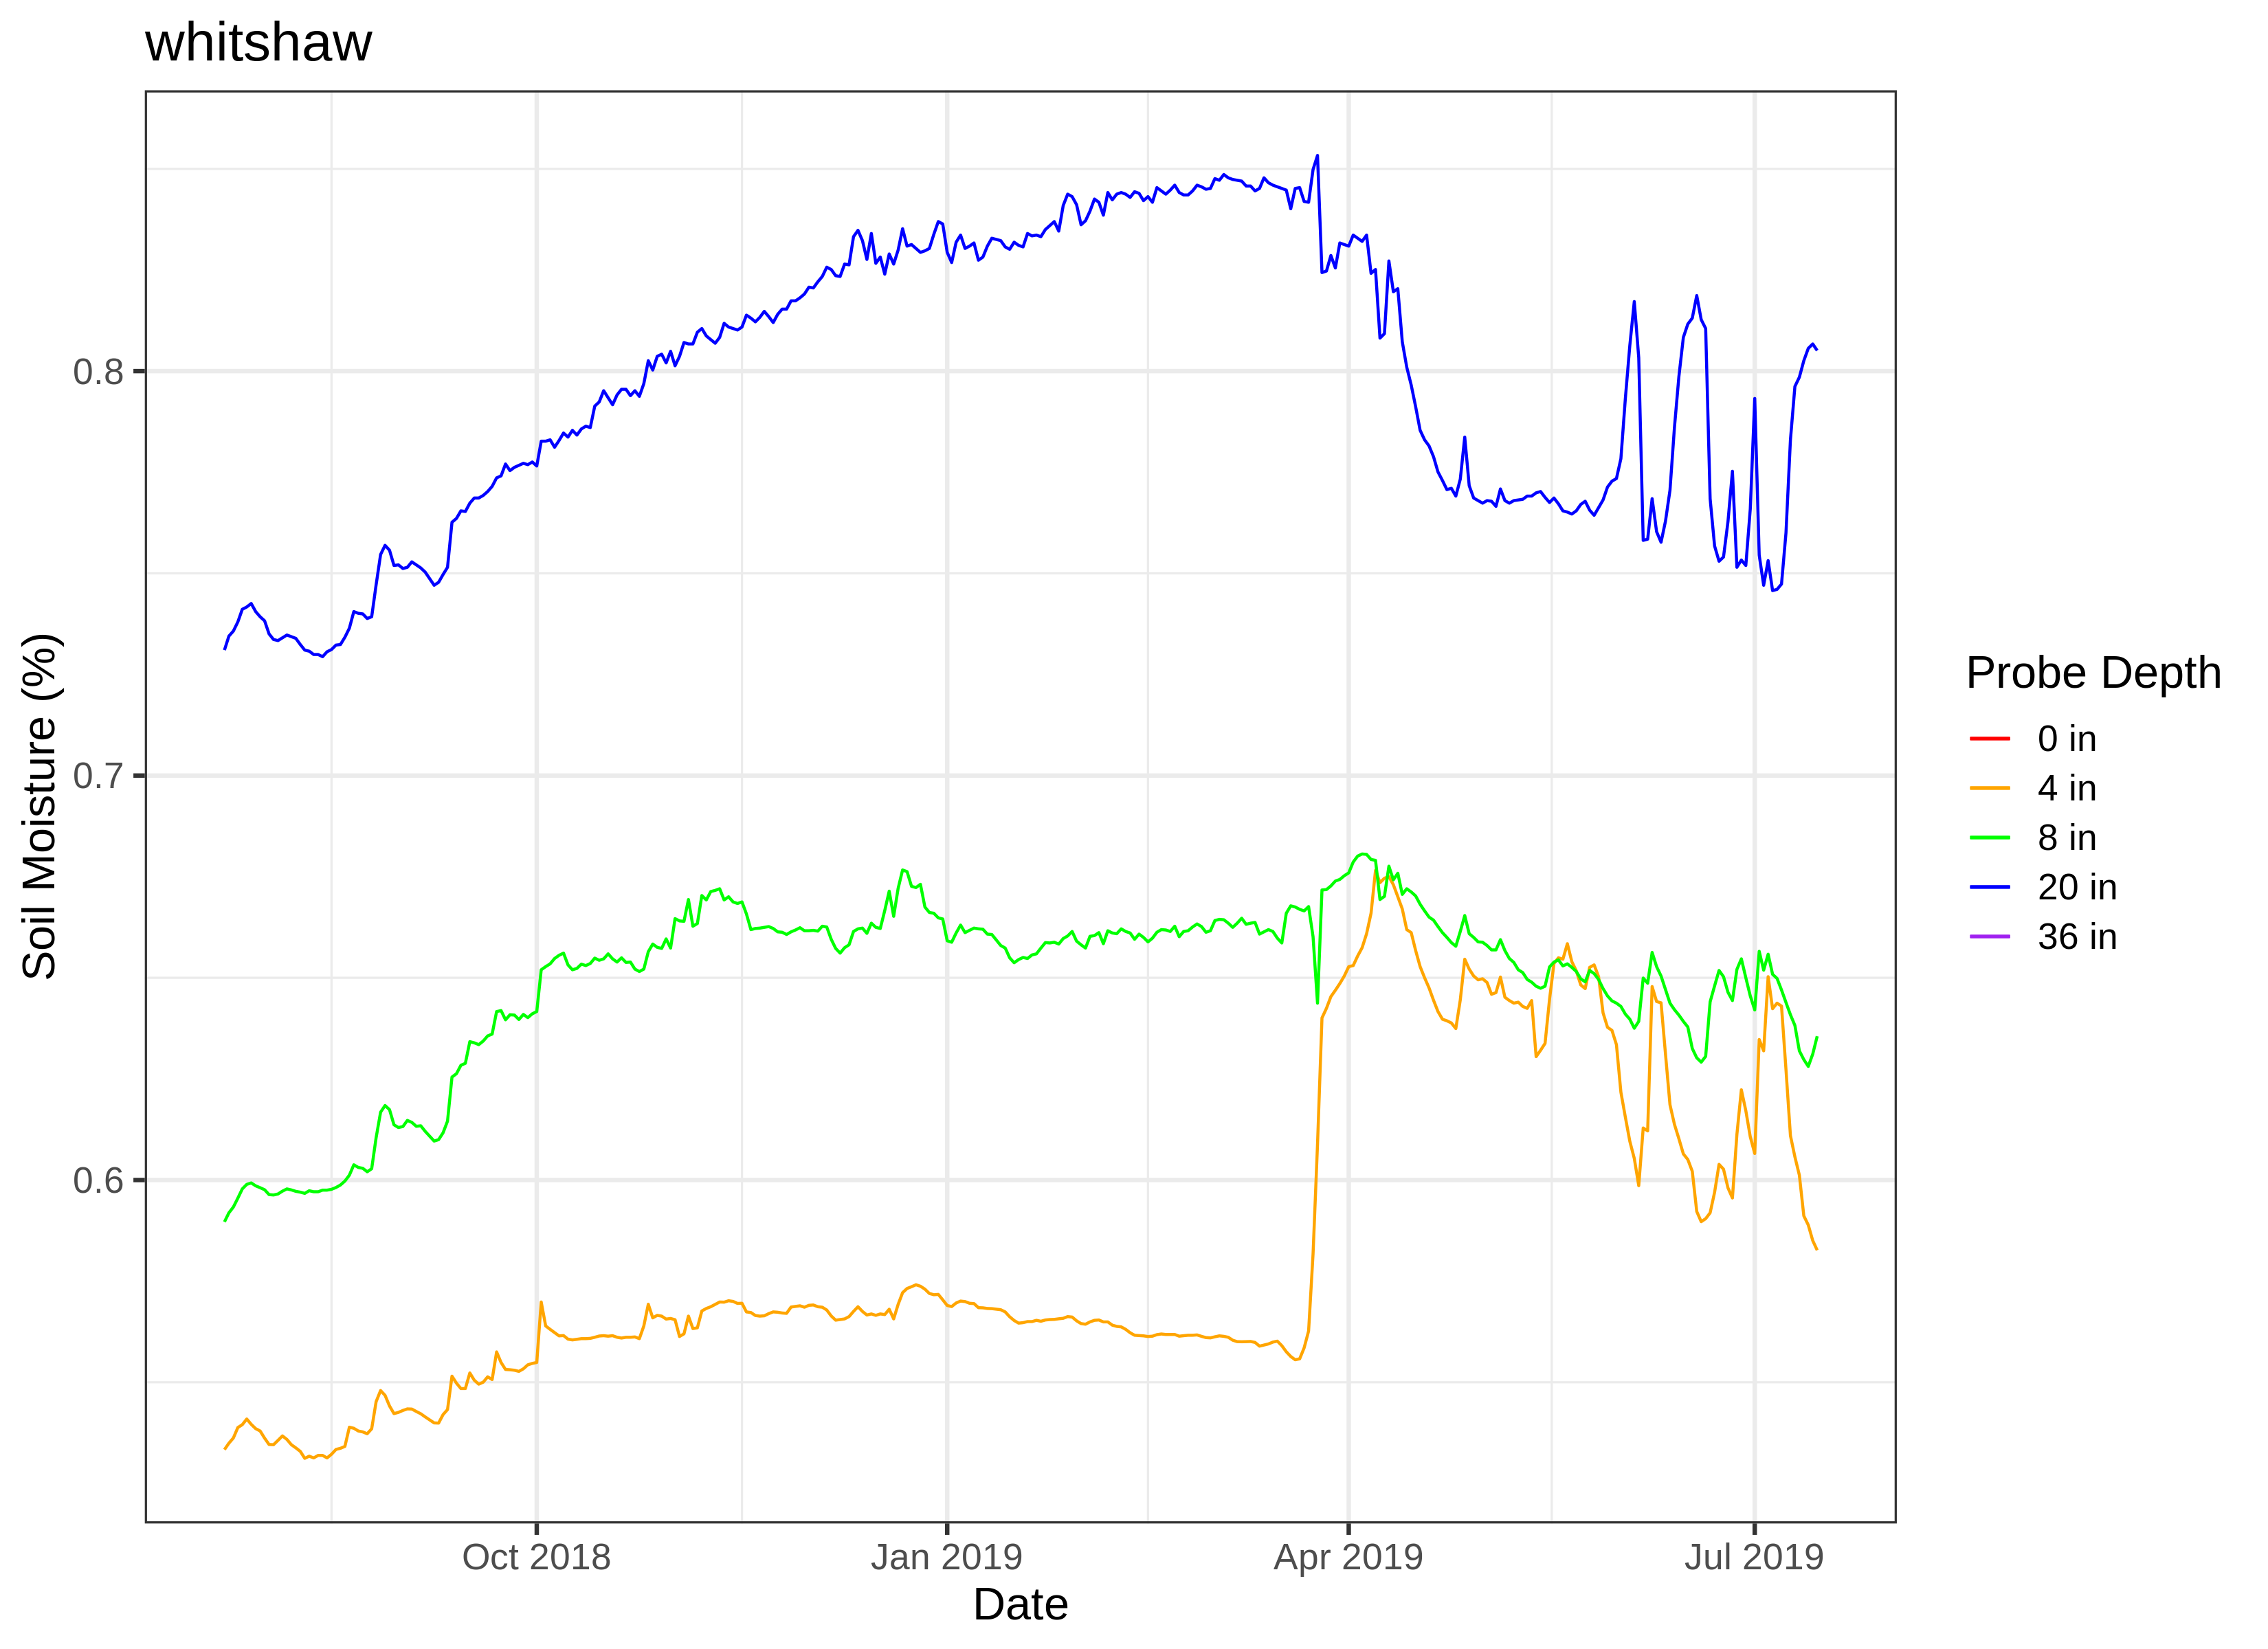 whitshaw
Soil Moisture (%)
0.8
0.7
0.6
Oct 2018
Jan 2019
Apr 2019
Jul 2019
Date
Probe Depth
0 in
4 in
8 in
20 in
36 in